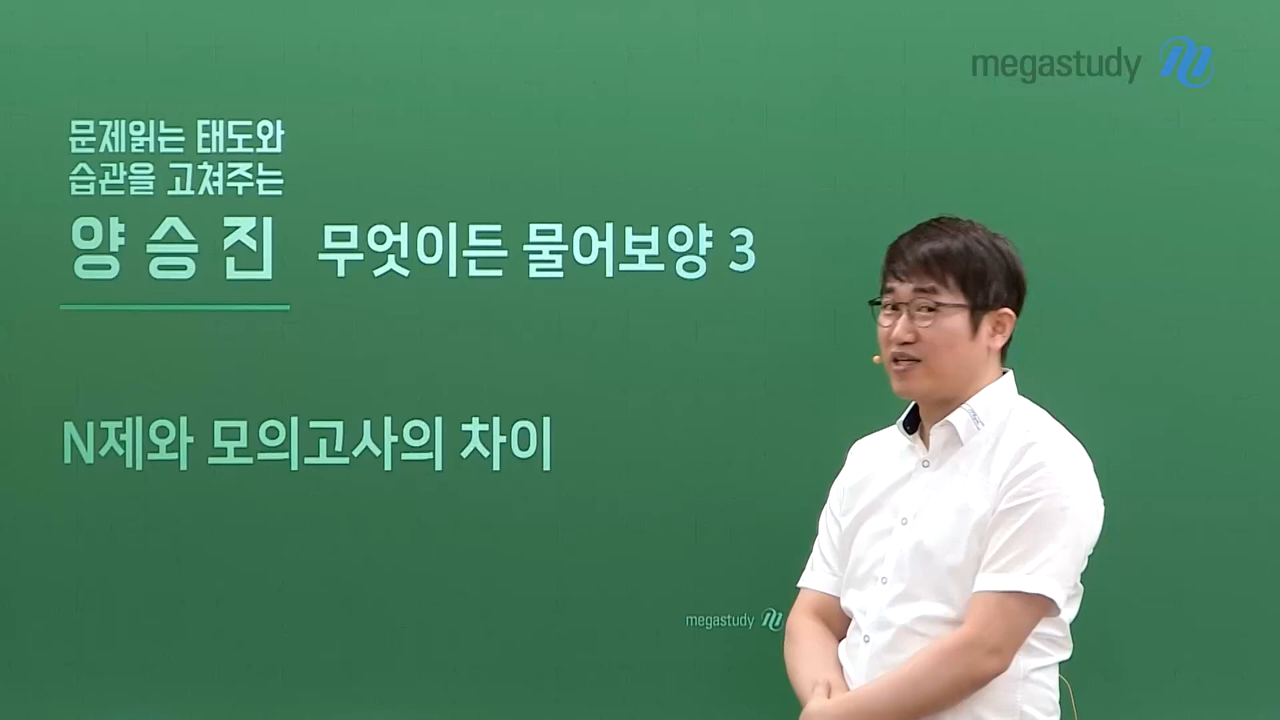 megastudy
문제읽는 태도와
습관을 고쳐주는
양승진 무엇이든 물어보양 3
N제와 모의고사의 차이
megastudy